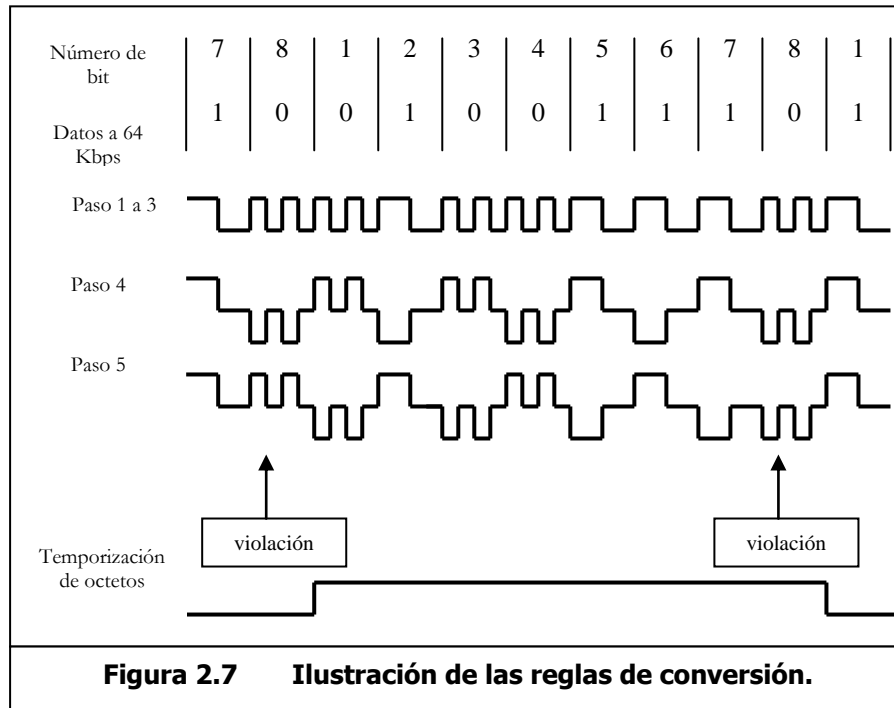 Número de
bit
7 8 1 2 3 4 5 6 7 8 1
1 0 0 1 0 0 1 1 1 0 1
Datos a 64
Kbps
Paso 1 a 3
Paso 4
Paso 5
violación violación
Temporización
de octetos
Figura 2.7 Ilustración de las reglas de conversión.